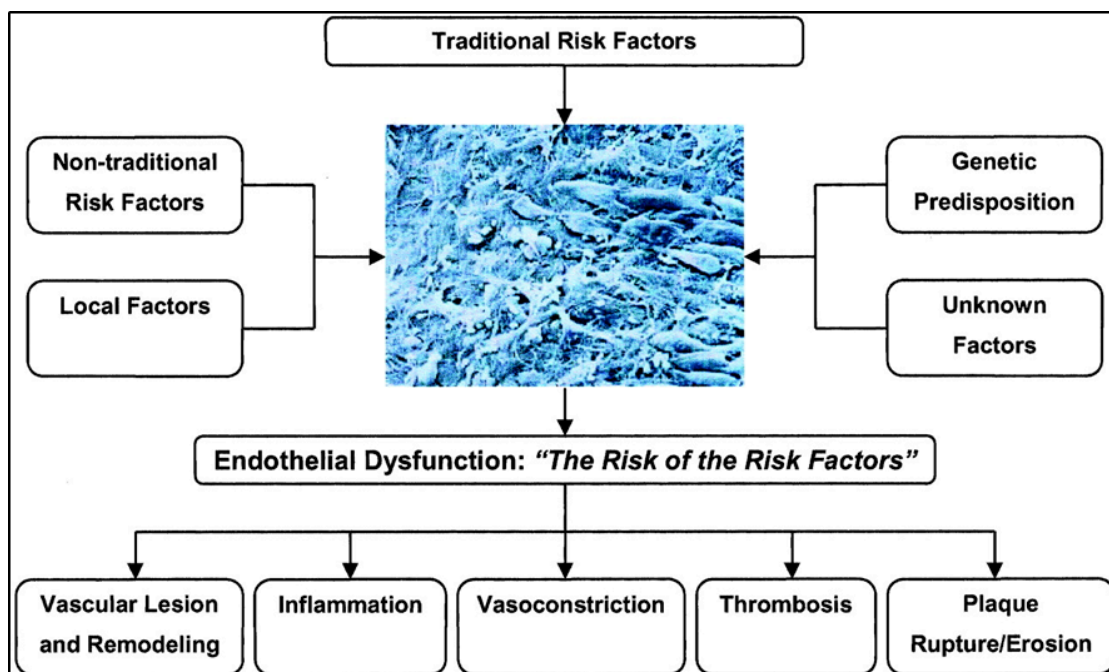 Traditional Risk Factors
Non-traditional
Risk Factors
Genetic
Predisposition
Local Factors
Unknown
Factors
Endothelial Dysfunction: “The Risk of the Risk Factors”
Vascular Lesion
and Remodeling
Inflammation
Vasoconstriction
Thrombosis
Plaque
Rupture/Erosion